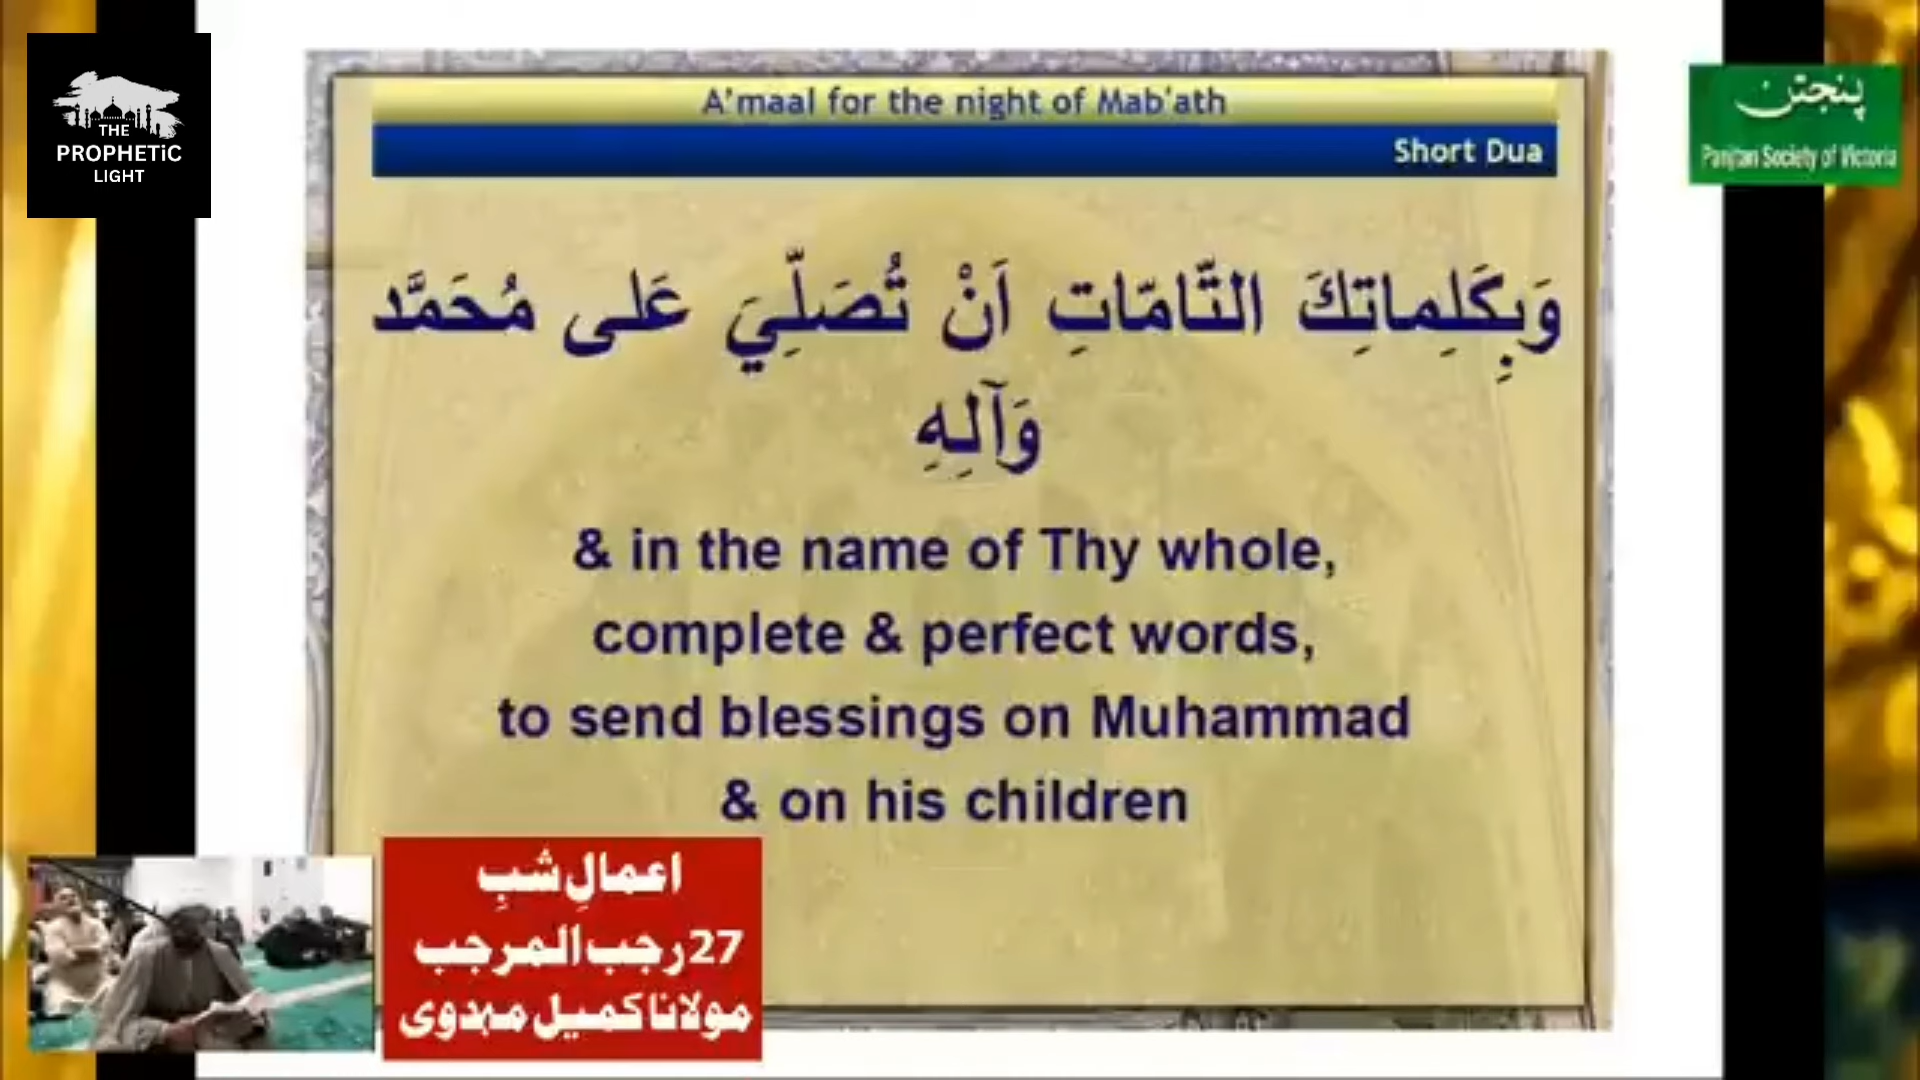 THE
PROPHETiC
LIGHT
A'maal for the night of Mab'ath
Short Dua
پنجتن
Panjtan Society of Victoria
وَبِكَلِماتِكَ التّامّاتِ اَنْ تُصَلِّيَ عَلى مُحَمَّد
وَآلِهِ
& in the name of Thy whole,
complete & perfect words,
to send blessings on Muhammad
& on his children
اعمالِ شبِ
27 رجب المرجب
مولانا کمیل مہدوی